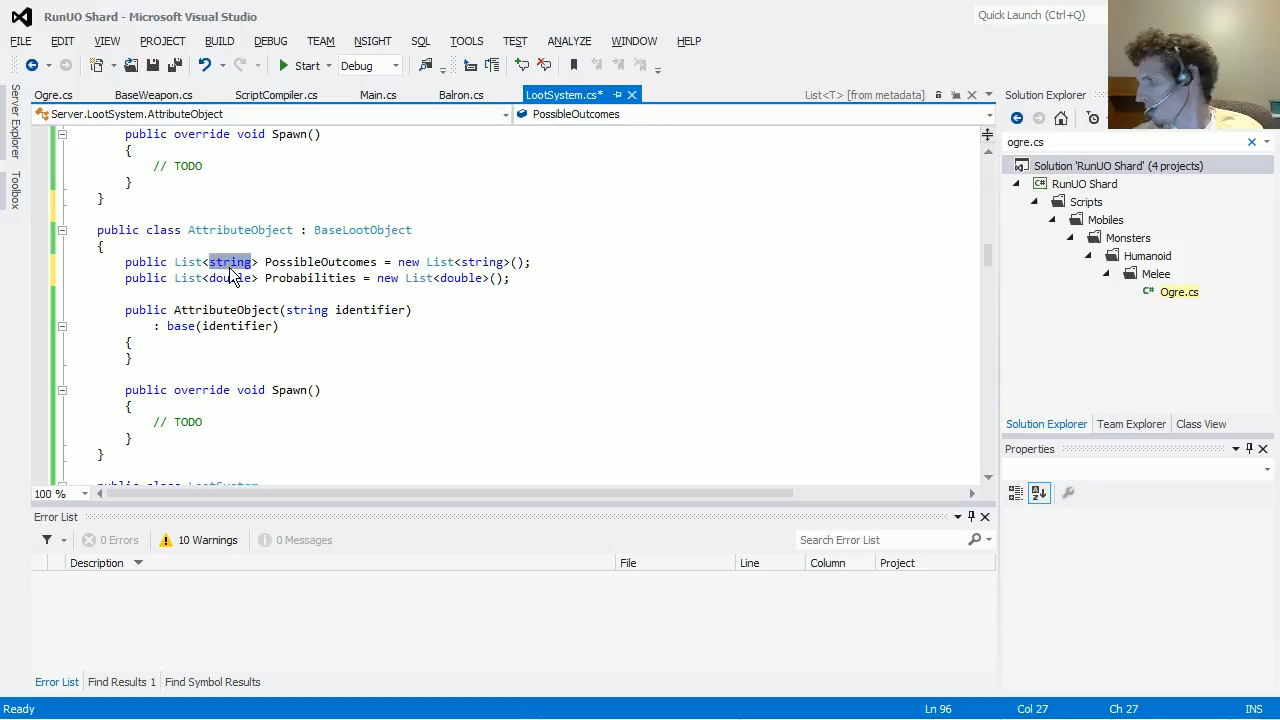 RunUO Shard - Microsoft Visual Studio
Quick Launch (Ctrl+Q)
FILE EDIT VIEW PROJECT BUILD DEBUG TEAM NSIGHT SQL TOOLS TEST ANALYZE WINDOW HELP
Start Debug
Server Explorer
Toolbox
Ogre.cs BaseWeapon.cs ScriptCompiler.cs Main.cs Balron.cs LootSystem.cs* List<T> [from metadata]
Server.LootSystem.AttributeObject PossibleOutcomes
public override void Spawn()
{
// TODO
}
}
public class AttributeObject : BaseLootObject
{
public List<string> PossibleOutcomes = new List<string>();
public List<double> Probabilities = new List<double>();
public AttributeObject(string identifier)
: base(identifier)
{
}
public override void Spawn()
{
// TODO
}
}
public class LootSystem
100 %
Error List
0 Errors 10 Warnings 0 Messages
Search Error List
Description File Line Column Project
Error List Find Results 1 Find Symbol Results
Solution Explorer
ogre.cs
Solution 'RunUO Shard' (4 projects)
RunUO Shard
Scripts
Mobiles
Monsters
Humanoid
Melee
Ogre.cs
Solution Explorer Team Explorer Class View
Properties
Ready Ln 96 Col 27 Ch 27 INS